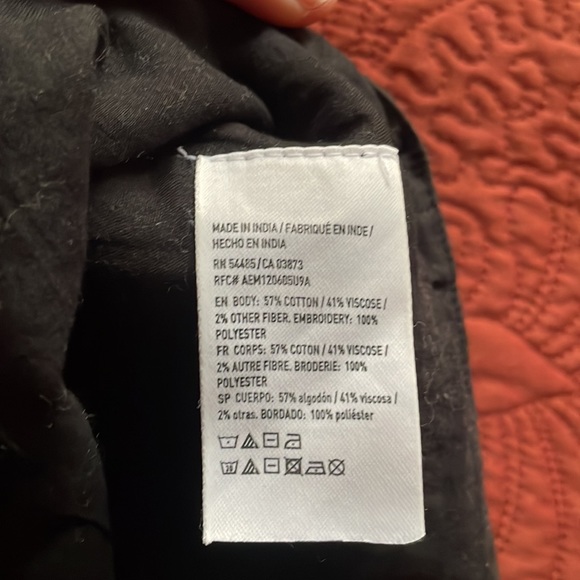 MADE IN INDIA / FABRIQUÉ EN INDE /
HECHO EN INDIA
RN 54485 / CA 03873
RFC# AEM120605U9A
EN BODY: 57% COTTON / 41% VISCOSE /
2% OTHER FIBER. EMBROIDERY: 100%
POLYESTER
FR CORPS: 57% COTON / 41% VISCOSE /
2% AUTRE FIBRE. BRODERIE: 100%
POLYESTER
SP CUERPO: 57% algodón / 41% viscosa /
2% otras. BORDADO: 100% poliéster